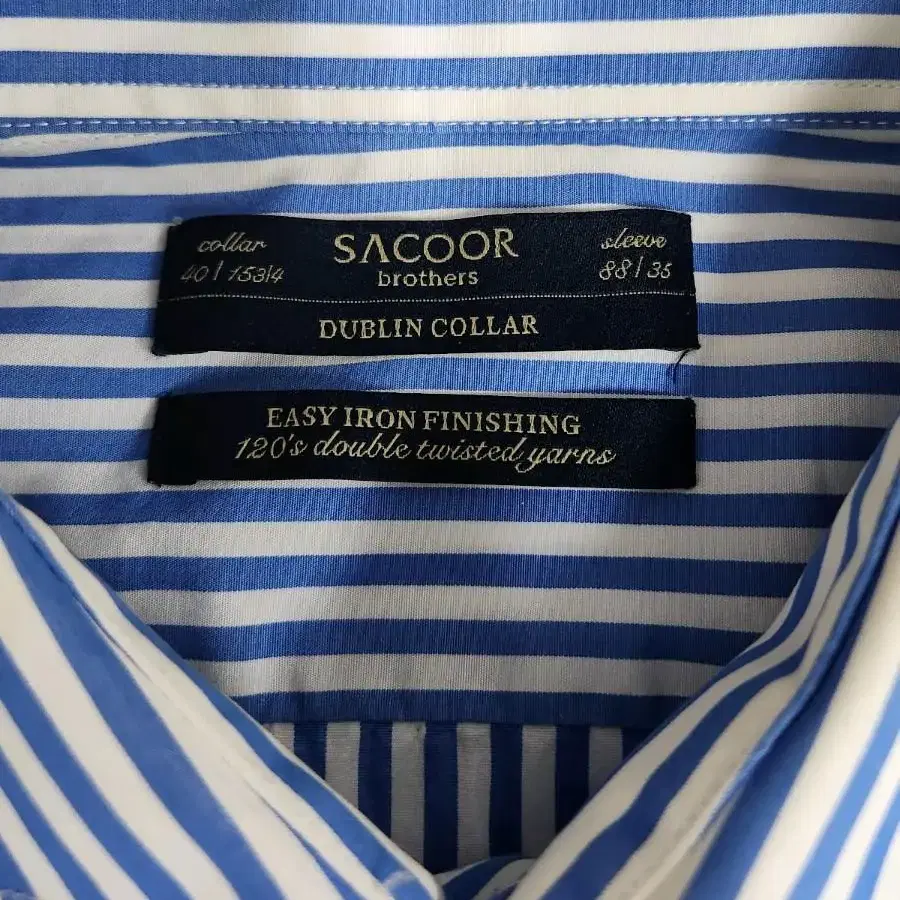 collar SACOOR sleeve
40 | 15 3/4 brothers 88 | 35
DUBLIN COLLAR
EASY IRON FINISHING
120's double twisted yarns